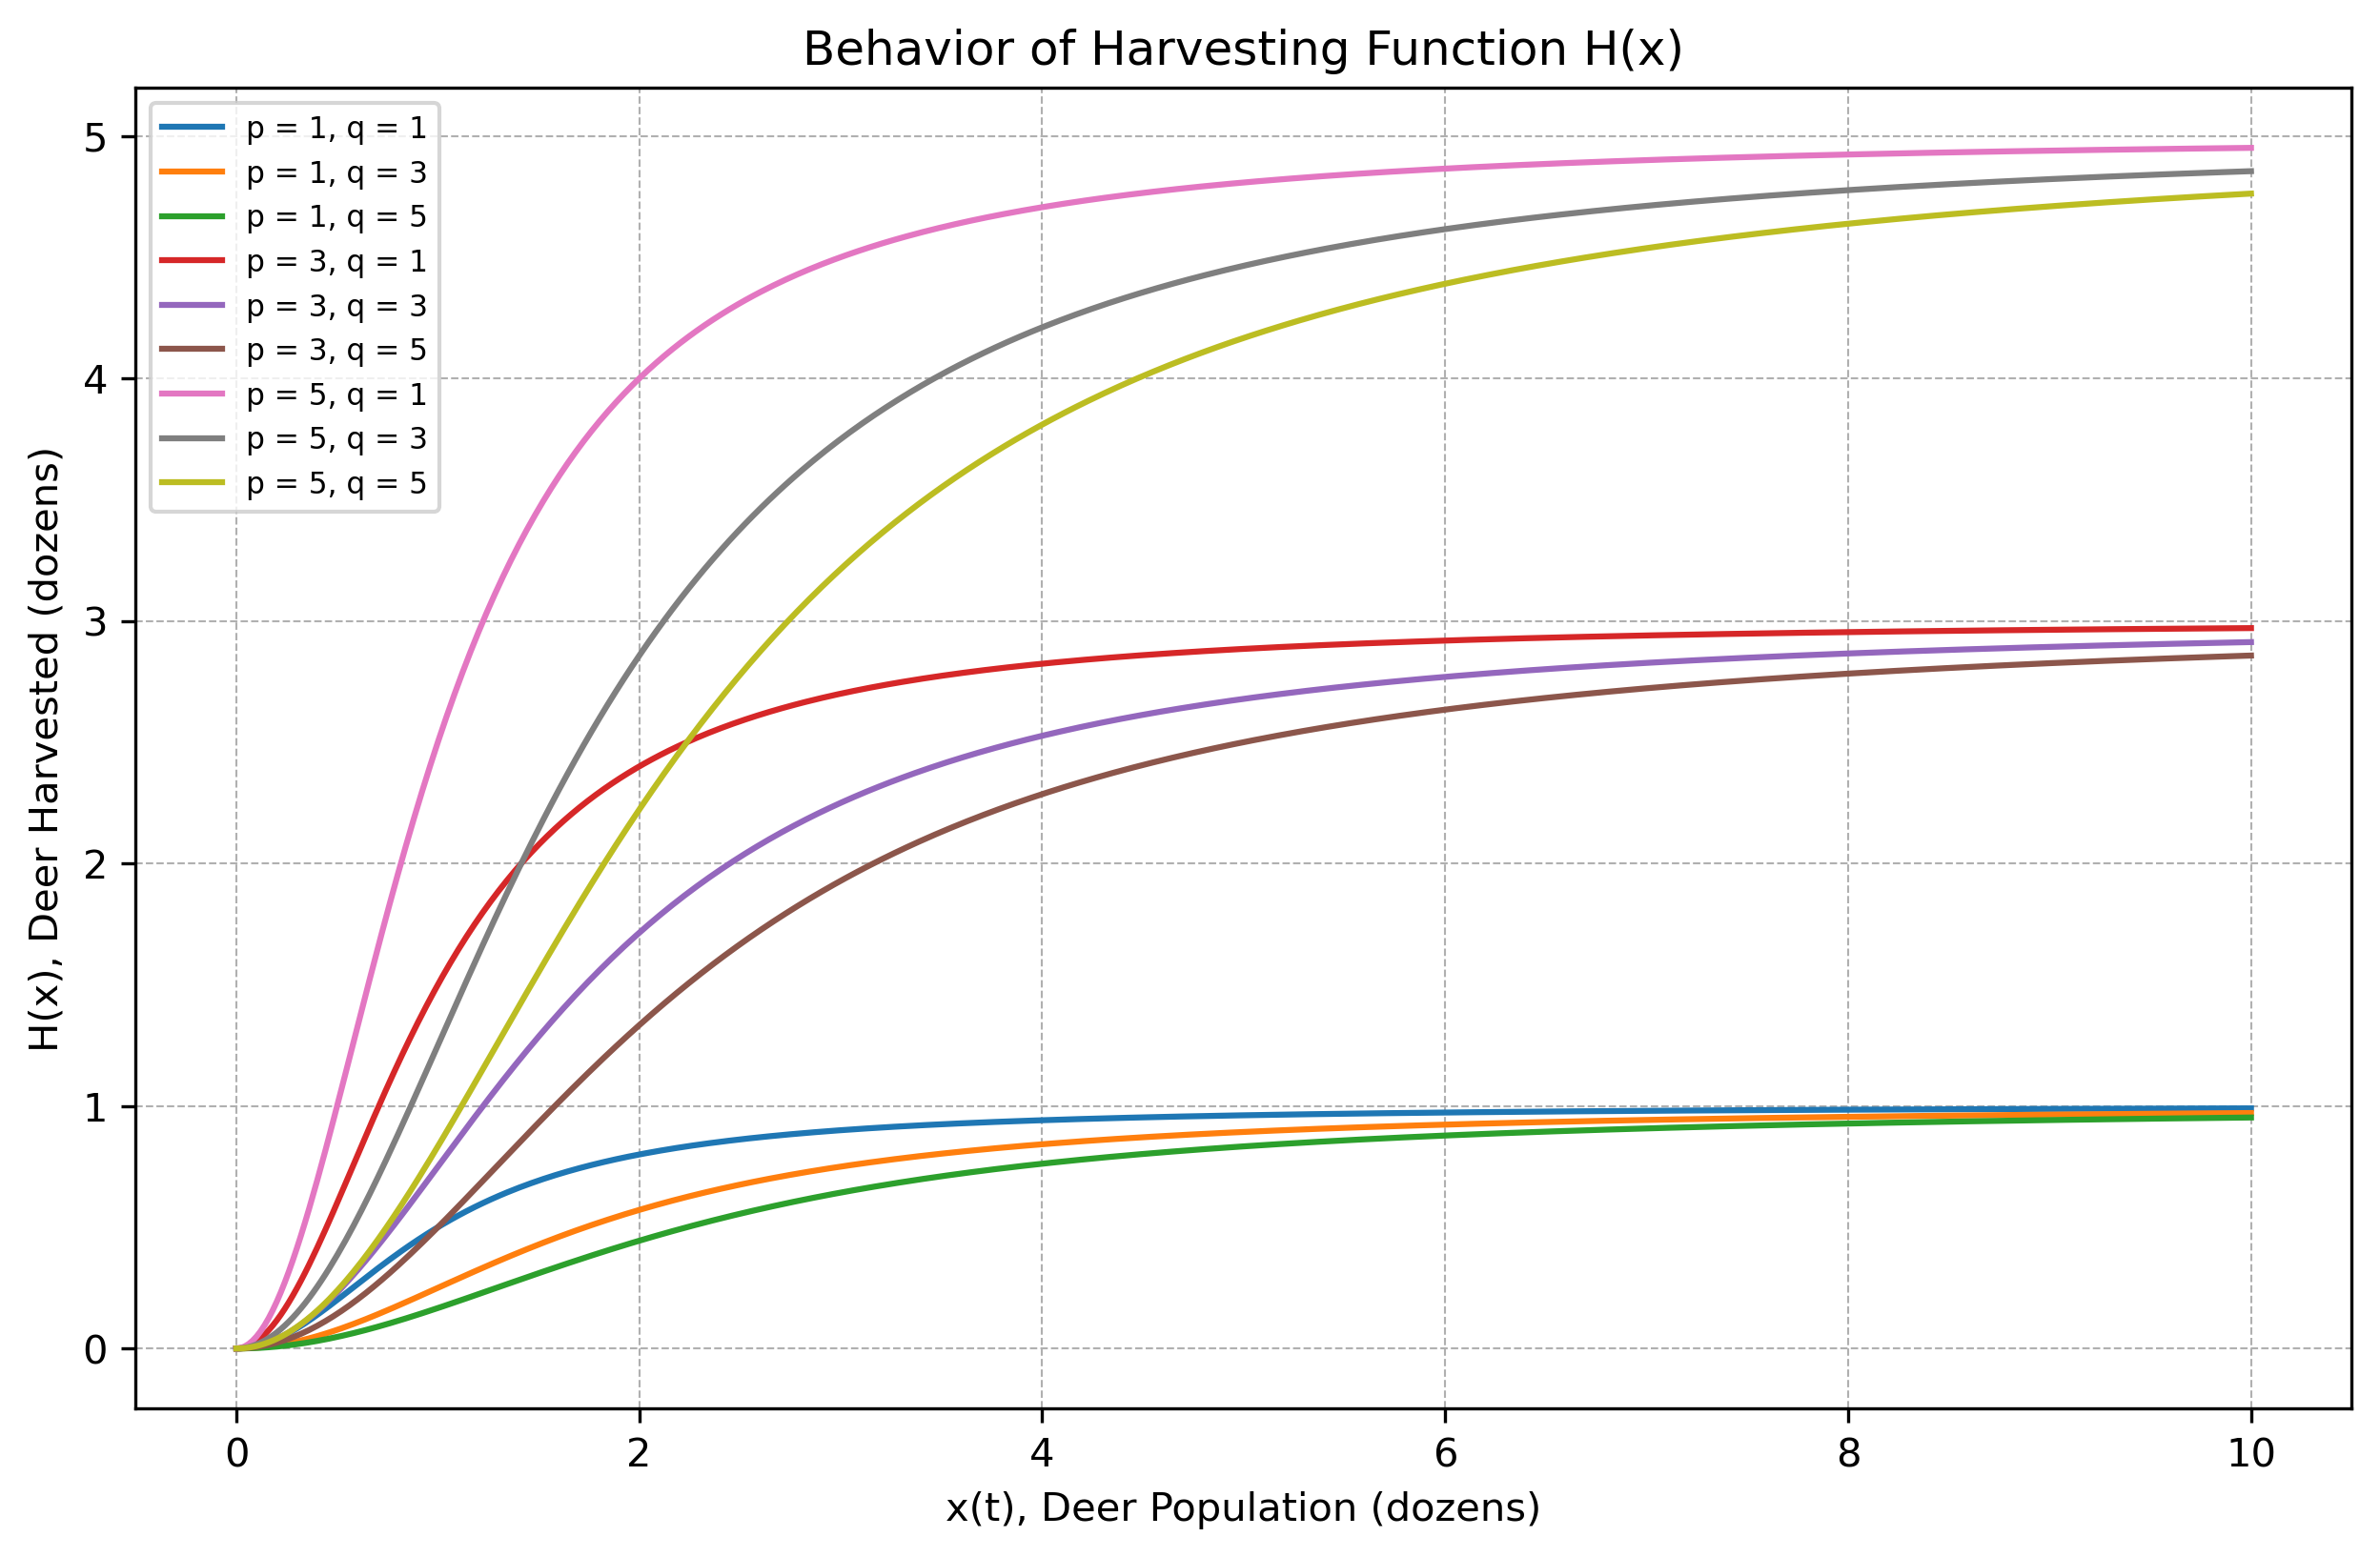 Behavior of Harvesting Function H(x)
p = 1, q = 1
p = 1, q = 3
p = 1, q = 5
p = 3, q = 1
p = 3, q = 3
p = 3, q = 5
p = 5, q = 1
p = 5, q = 3
p = 5, q = 5
H(x), Deer Harvested (dozens)
5
4
3
2
1
0
0 2 4 6 8 10
x(t), Deer Population (dozens)